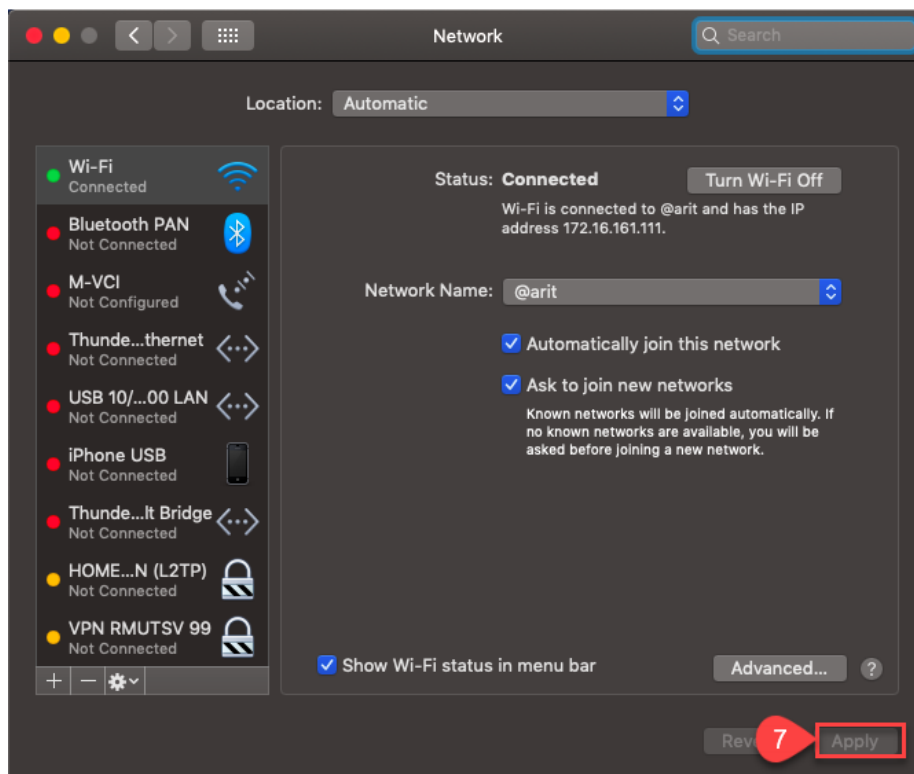 Network
Search
Location: Automatic
Wi-Fi
Connected
Bluetooth PAN
Not Connected
M-VCI
Not Configured
Thunde...thernet
Not Connected
USB 10/...00 LAN
Not Connected
iPhone USB
Not Connected
Thunde...lt Bridge
Not Connected
HOME...N (L2TP)
Not Connected
VPN RMUTSV 99
Not Connected
Status: Connected
Turn Wi-Fi Off
Wi-Fi is connected to @arit and has the IP
address 172.16.161.111.
Network Name: @arit
Automatically join this network
Ask to join new networks
Known networks will be joined automatically. If
no known networks are available, you will be
asked before joining a new network.
Show Wi-Fi status in menu bar
Advanced...
?
7
Apply